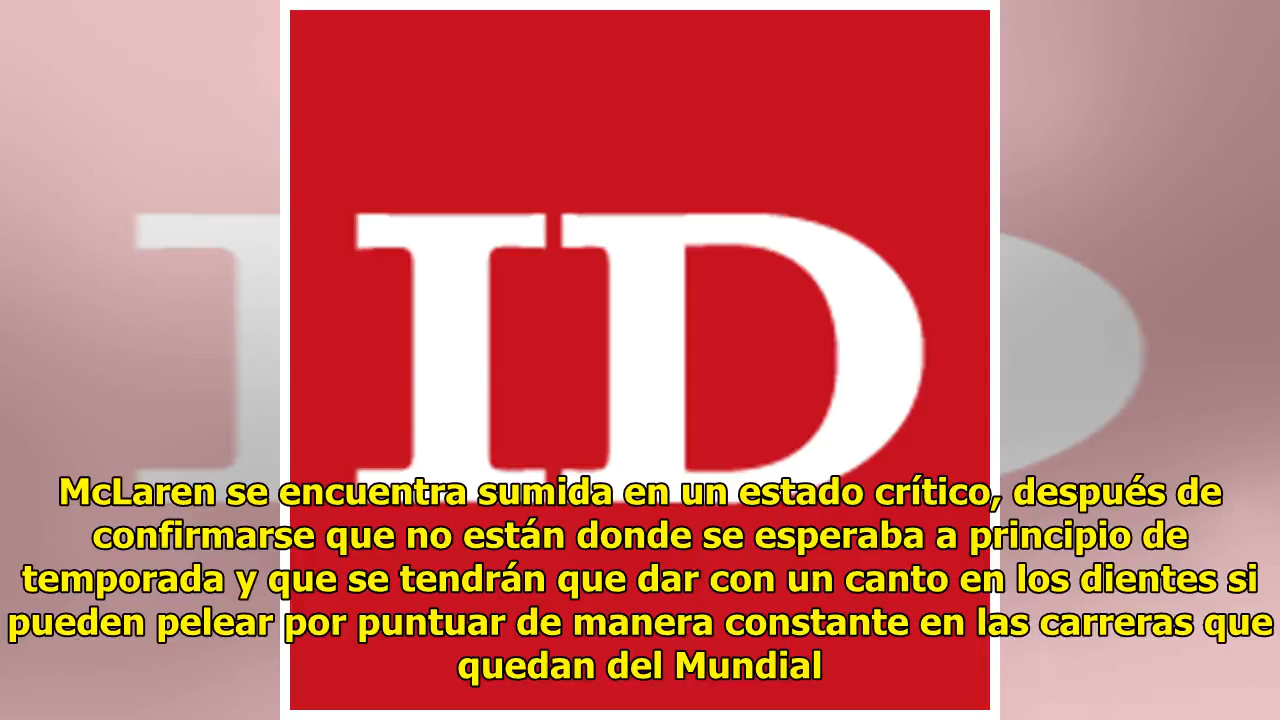 ID
McLaren se encuentra sumida en un estado crítico, después de
confirmarse que no están donde se esperaba a principio de
temporada y que se tendrán que dar con un canto en los dientes si
pueden pelear por puntuar de manera constante en las carreras que
quedan del Mundial